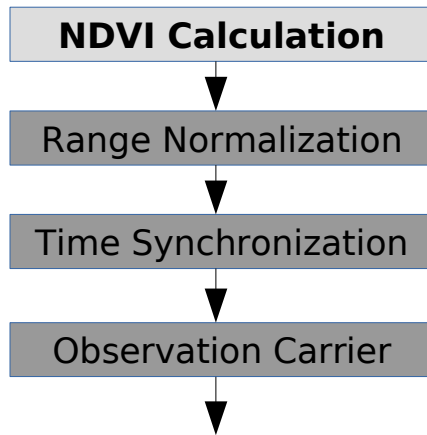 NDVI Calculation
Range Normalization
Time Synchronization
Observation Carrier